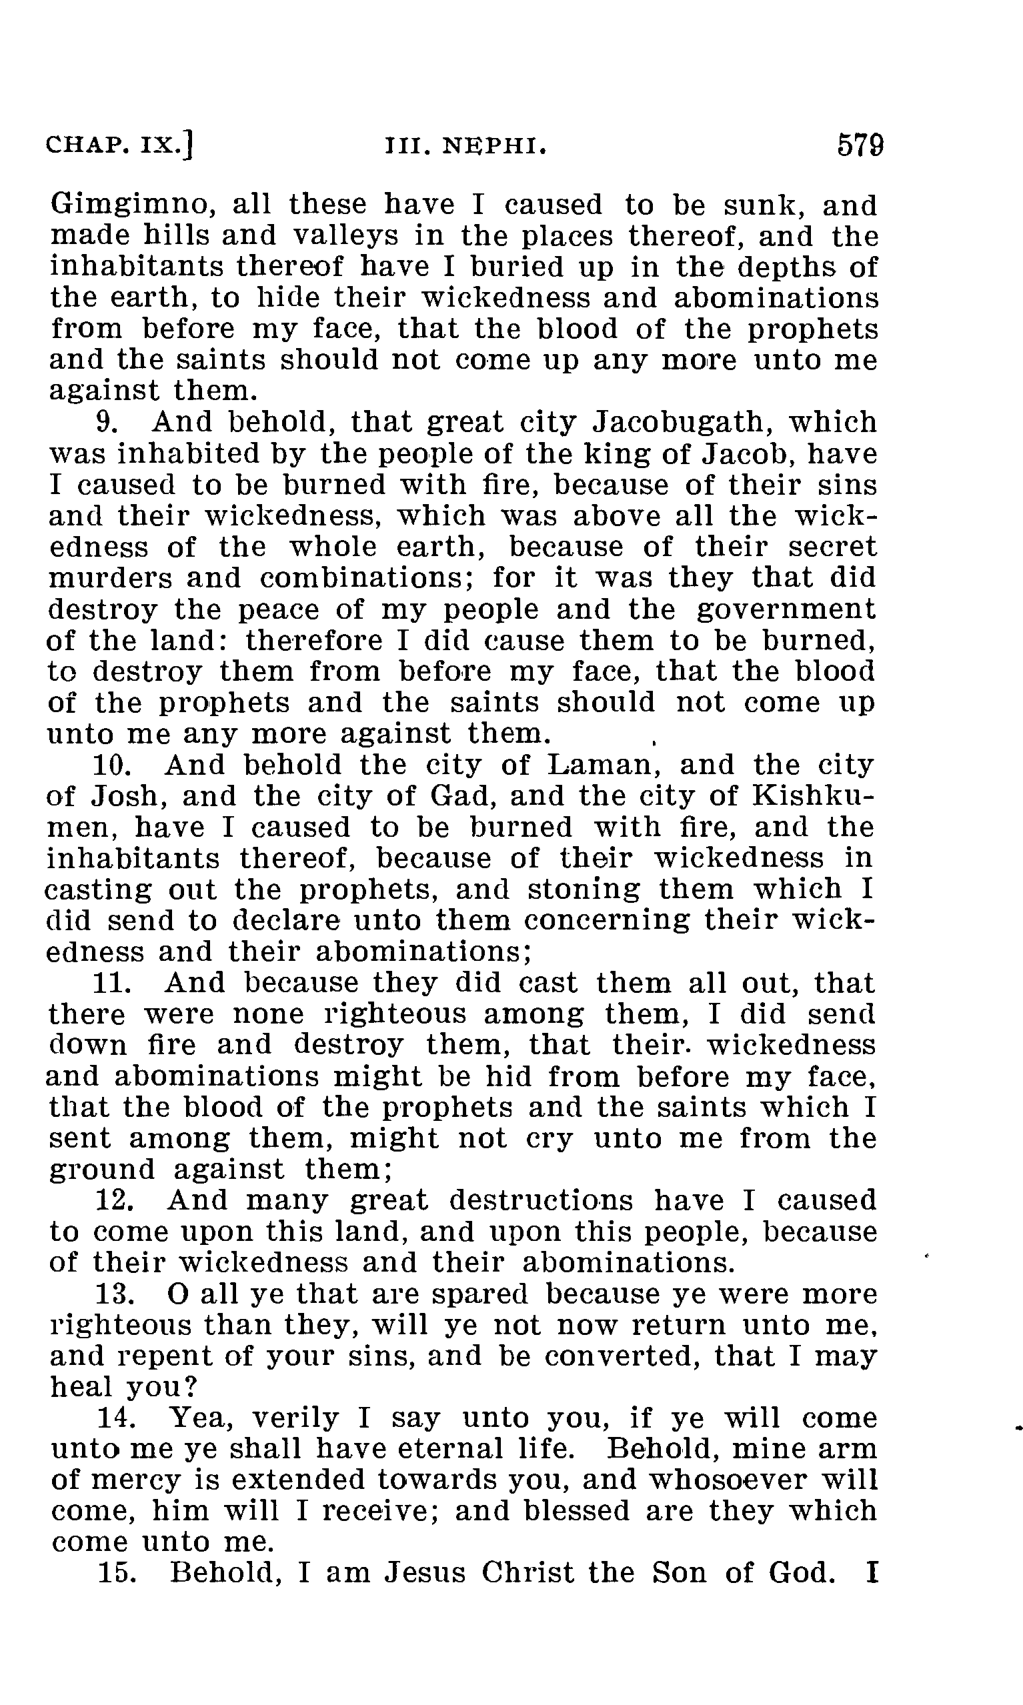 CHAP. IX.] III. NEPHI. 579
Gimgimno, all these have I caused to be sunk, and
made hills and valleys in the places thereof, and the
inhabitants thereof have I buried up in the depths of
the earth, to hide their wickedness and abominations
from before my face, that the blood of the prophets
and the saints should not come up any more unto me
against them.
9. And behold, that great city Jacobugath, which
was inhabited by the people of the king of Jacob, have
I caused to be burned with fire, because of their sins
and their wickedness, which was above all the wick-
edness of the whole earth, because of their secret
murders and combinations; for it was they that did
destroy the peace of my people and the government
of the land: therefore I did cause them to be burned,
to destroy them from before my face, that the blood
of the prophets and the saints should not come up
unto me any more against them.
10. And behold the city of Laman, and the city
of Josh, and the city of Gad, and the city of Kishku-
men, have I caused to be burned with fire, and the
inhabitants thereof, because of their wickedness in
casting out the prophets, and stoning them which I
did send to declare unto them concerning their wick-
edness and their abominations;
11. And because they did cast them all out, that
there were none righteous among them, I did send
down fire and destroy them, that their. wickedness
and abominations might be hid from before my face,
that the blood of the prophets and the saints which I
sent among them, might not cry unto me from the
ground against them;
12. And many great destructions have I caused
to come upon this land, and upon this people, because
of their wickedness and their abominations.
13. O all ye that are spared because ye were more
righteous than they, will ye not now return unto me,
and repent of your sins, and be converted, that I may
heal you?
14. Yea, verily I say unto you, if ye will come
unto me ye shall have eternal life. Behold, mine arm
of mercy is extended towards you, and whosoever will
come, him will I receive; and blessed are they which
come unto me.
15. Behold, I am Jesus Christ the Son of God. I